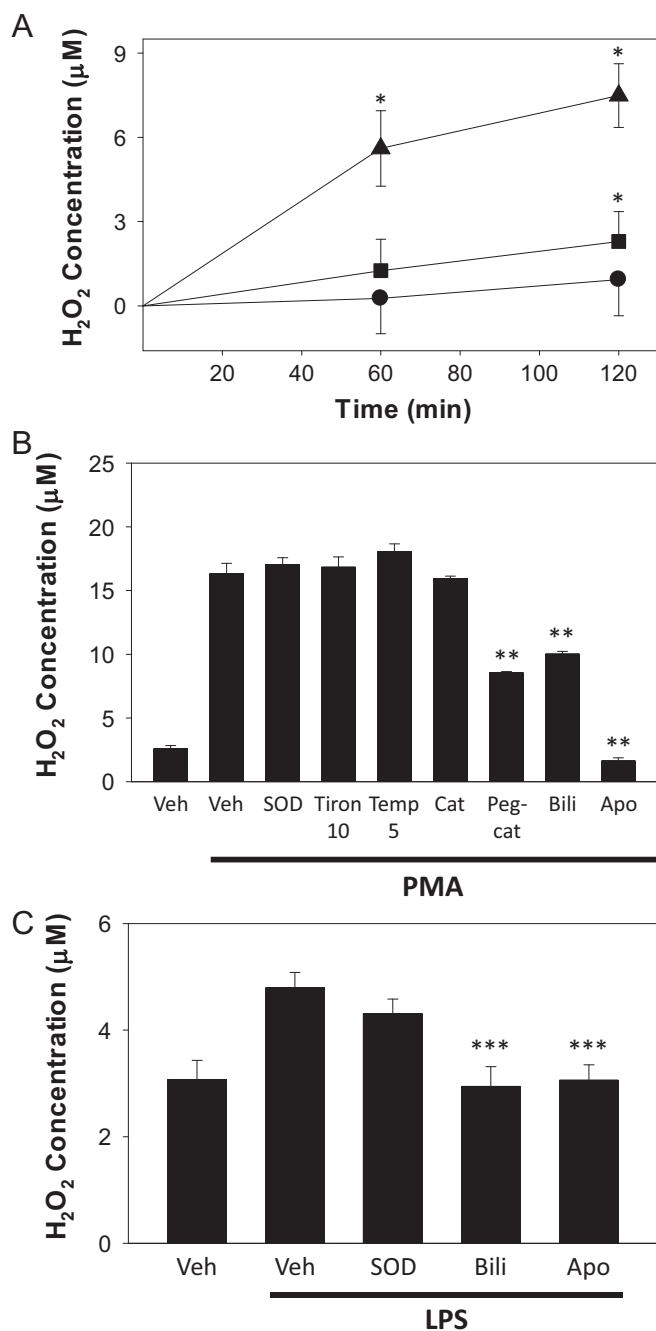 A
H₂O₂ Concentration (μM)
9
6
3
0
*
*
*
20 40 60 80 100 120
Time (min)
B
H₂O₂ Concentration (μM)
25
20
15
10
5
0
** ** **
Veh Veh SOD Tiron Temp Cat Peg- Bili Apo
10 5 cat
PMA
C
H₂O₂ Concentration (μM)
6
4
2
0
*** ***
Veh Veh SOD Bili Apo
LPS